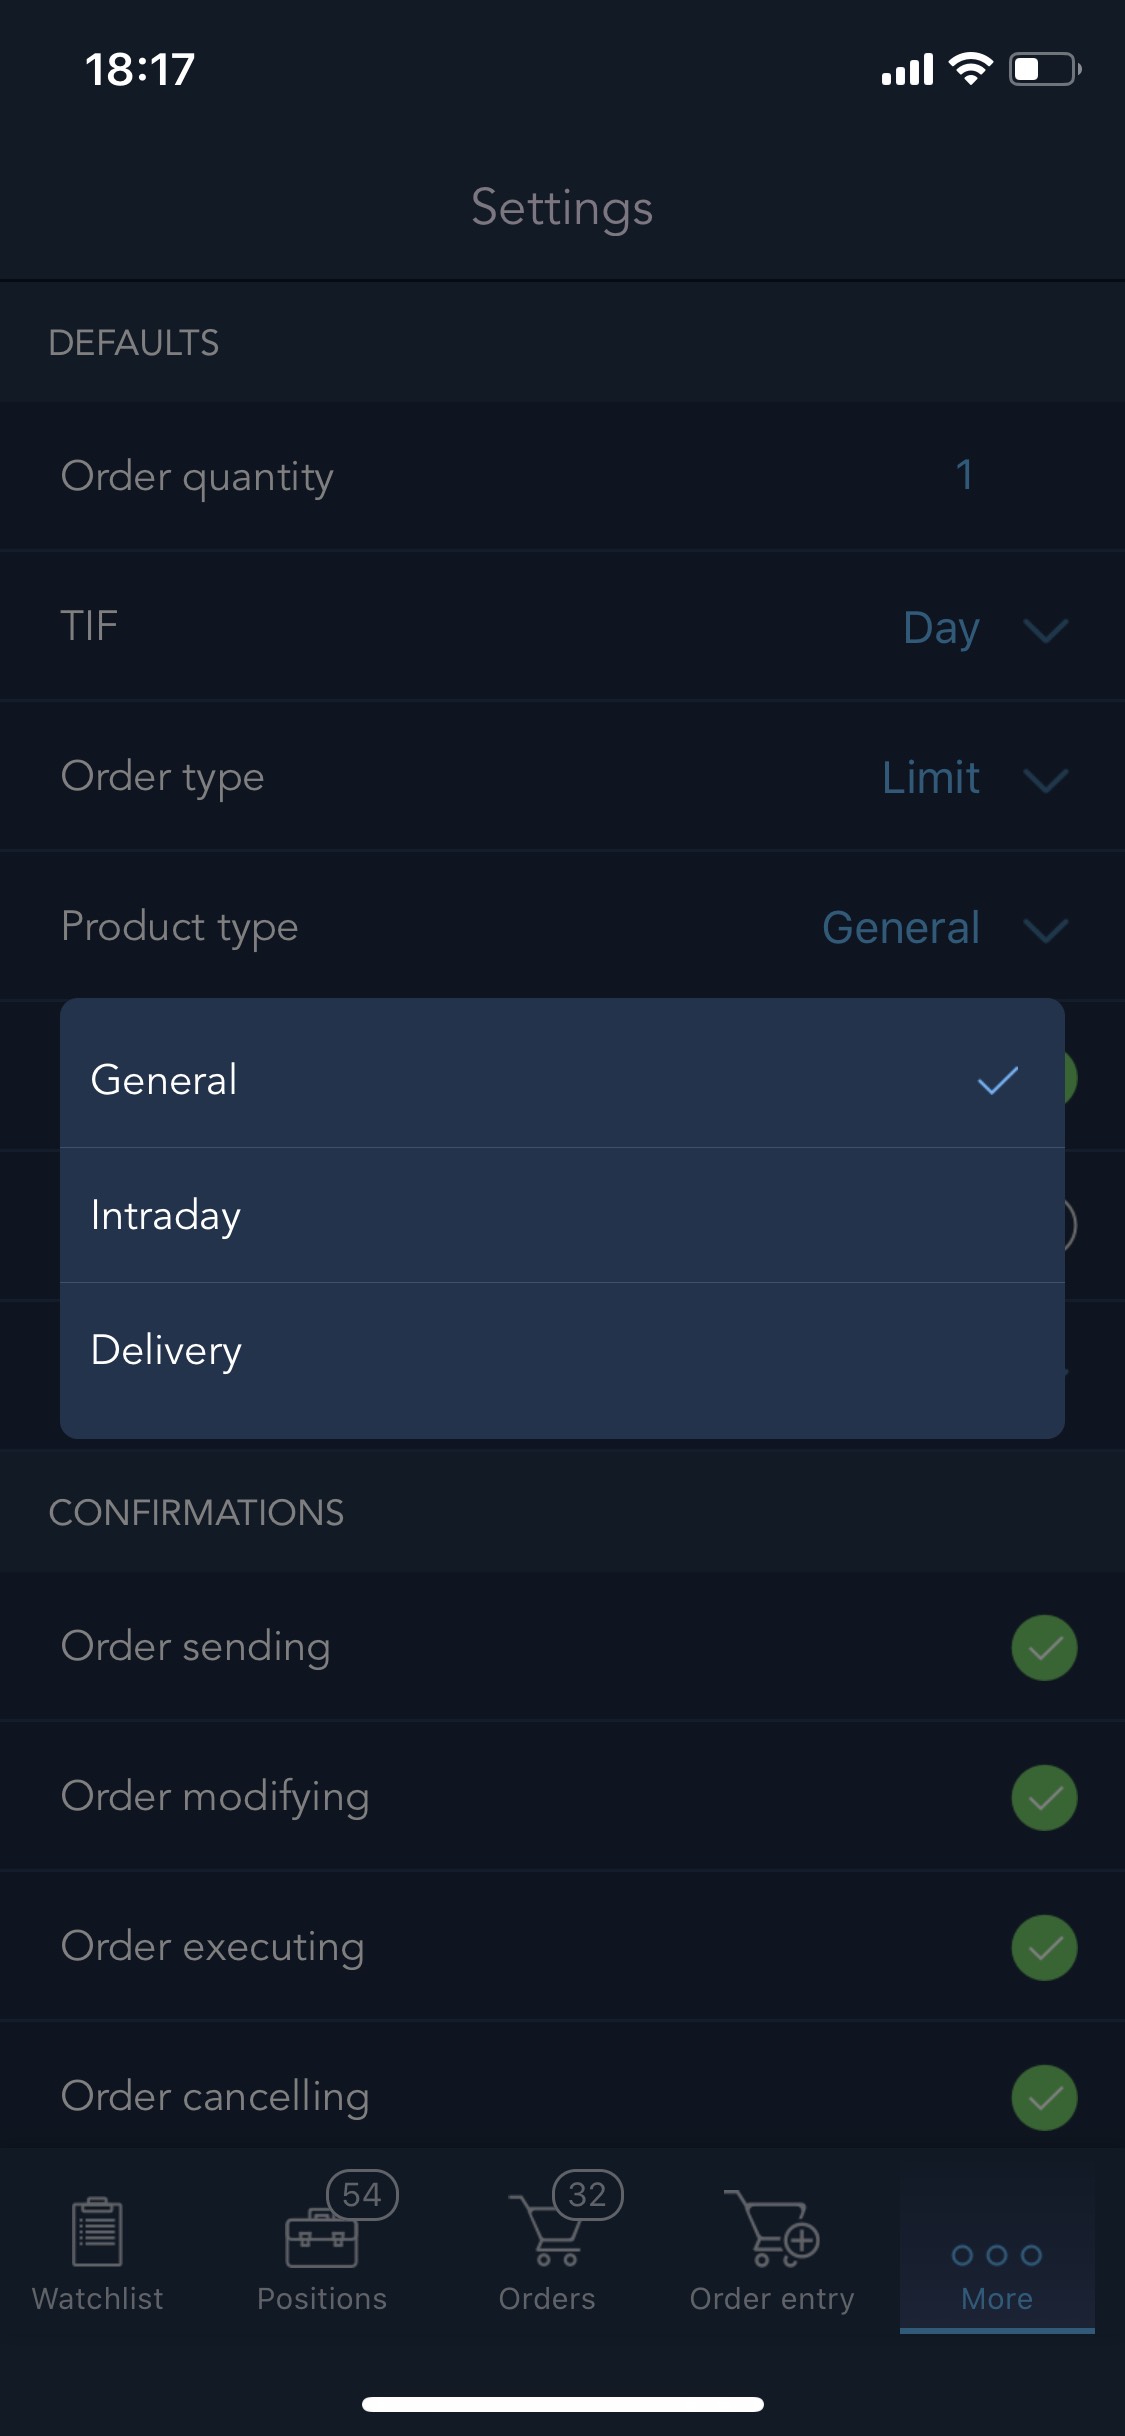 18:17
Settings
DEFAULTS
Order quantity 1
TIF Day
Order type Limit
Product type General
General
Intraday
Delivery
CONFIRMATIONS
Order sending
Order modifying
Order executing
Order cancelling
54 32
Watchlist Positions Orders Order entry More